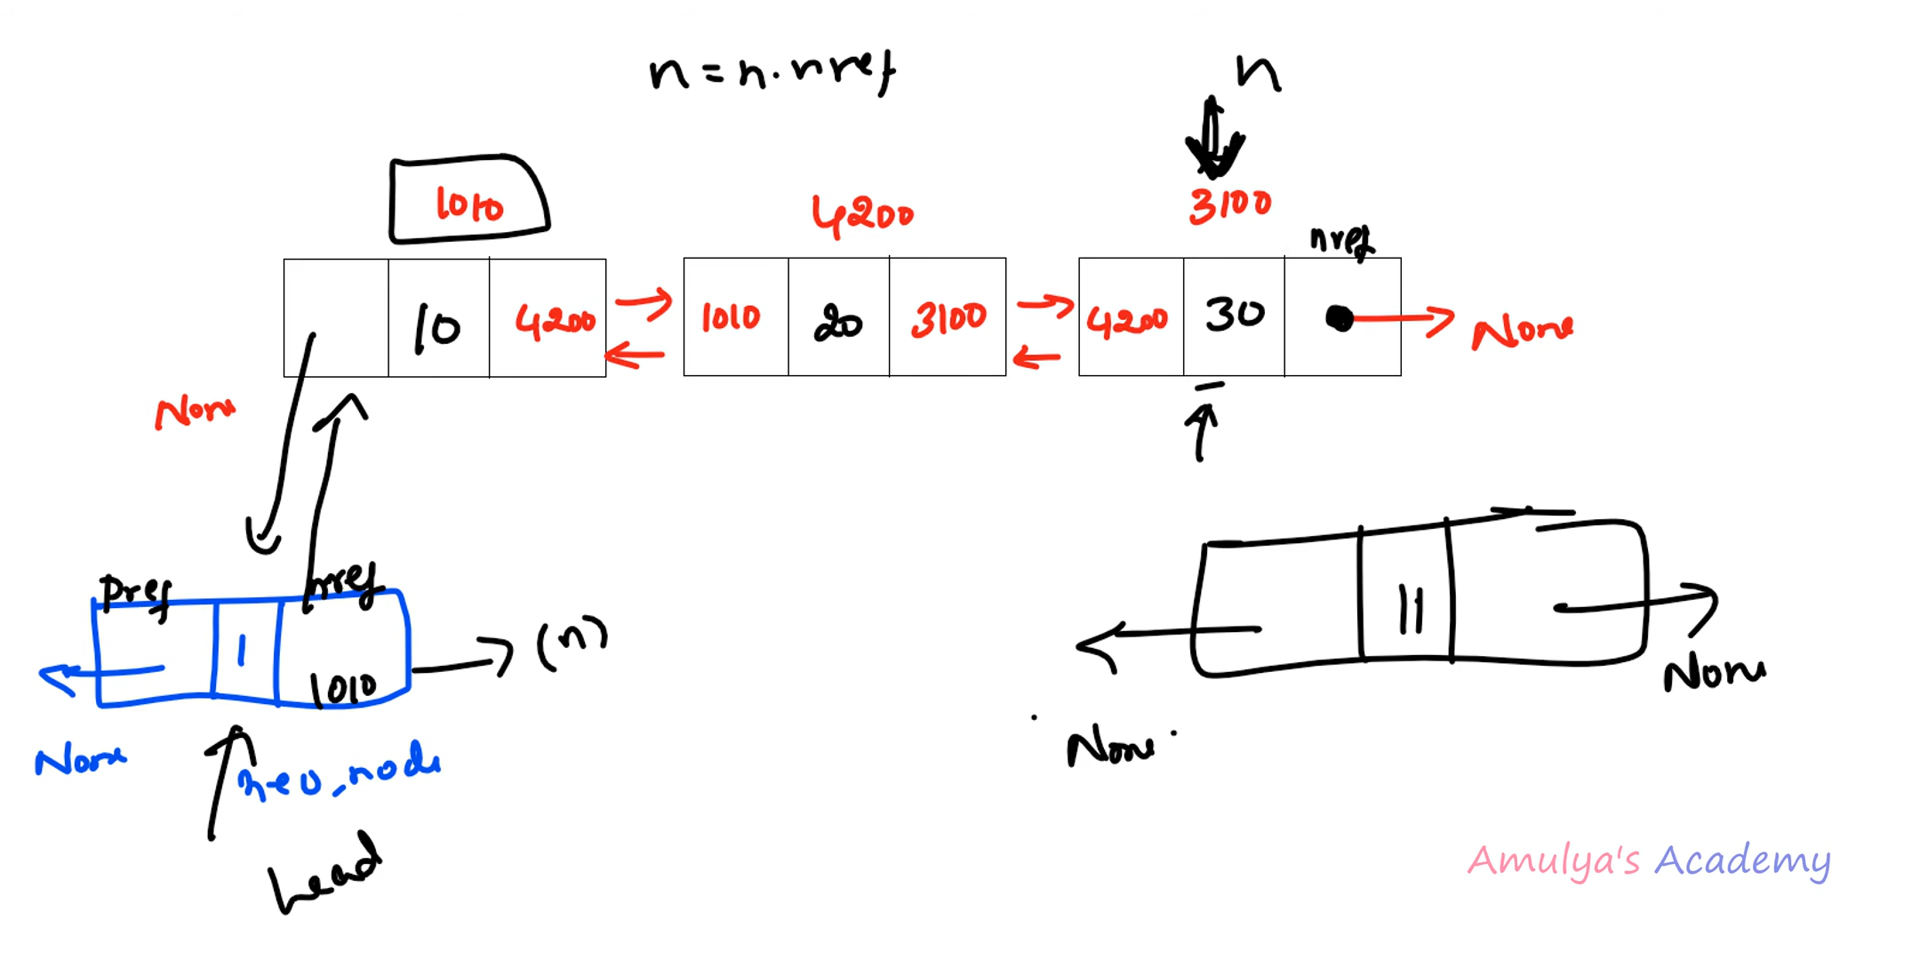 n = n.nref
n
1010
4200
3100
nref
10
4200
1010
20
3100
4200
30
None
None
pref
nref
1
1010
(n)
None
new_node
head
11
None
None
Amulya's Academy